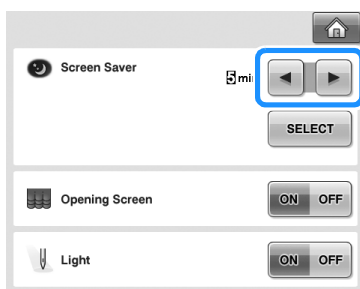 Screen Saver
5 mi
SELECT
Opening Screen
ON OFF
Light
ON OFF